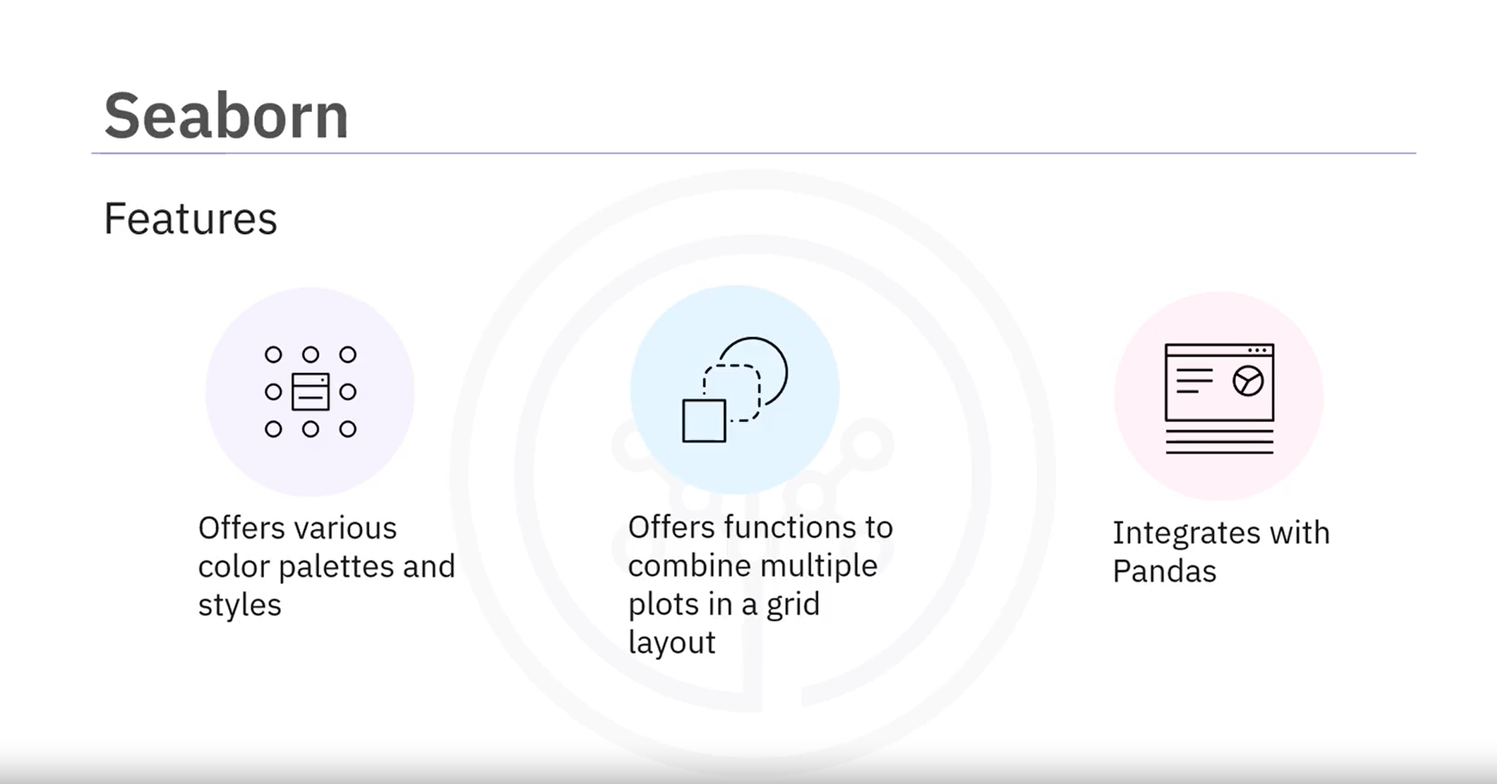 Seaborn
Features
Offers various
color palettes and
styles
Offers functions to
combine multiple
plots in a grid
layout
Integrates with
Pandas